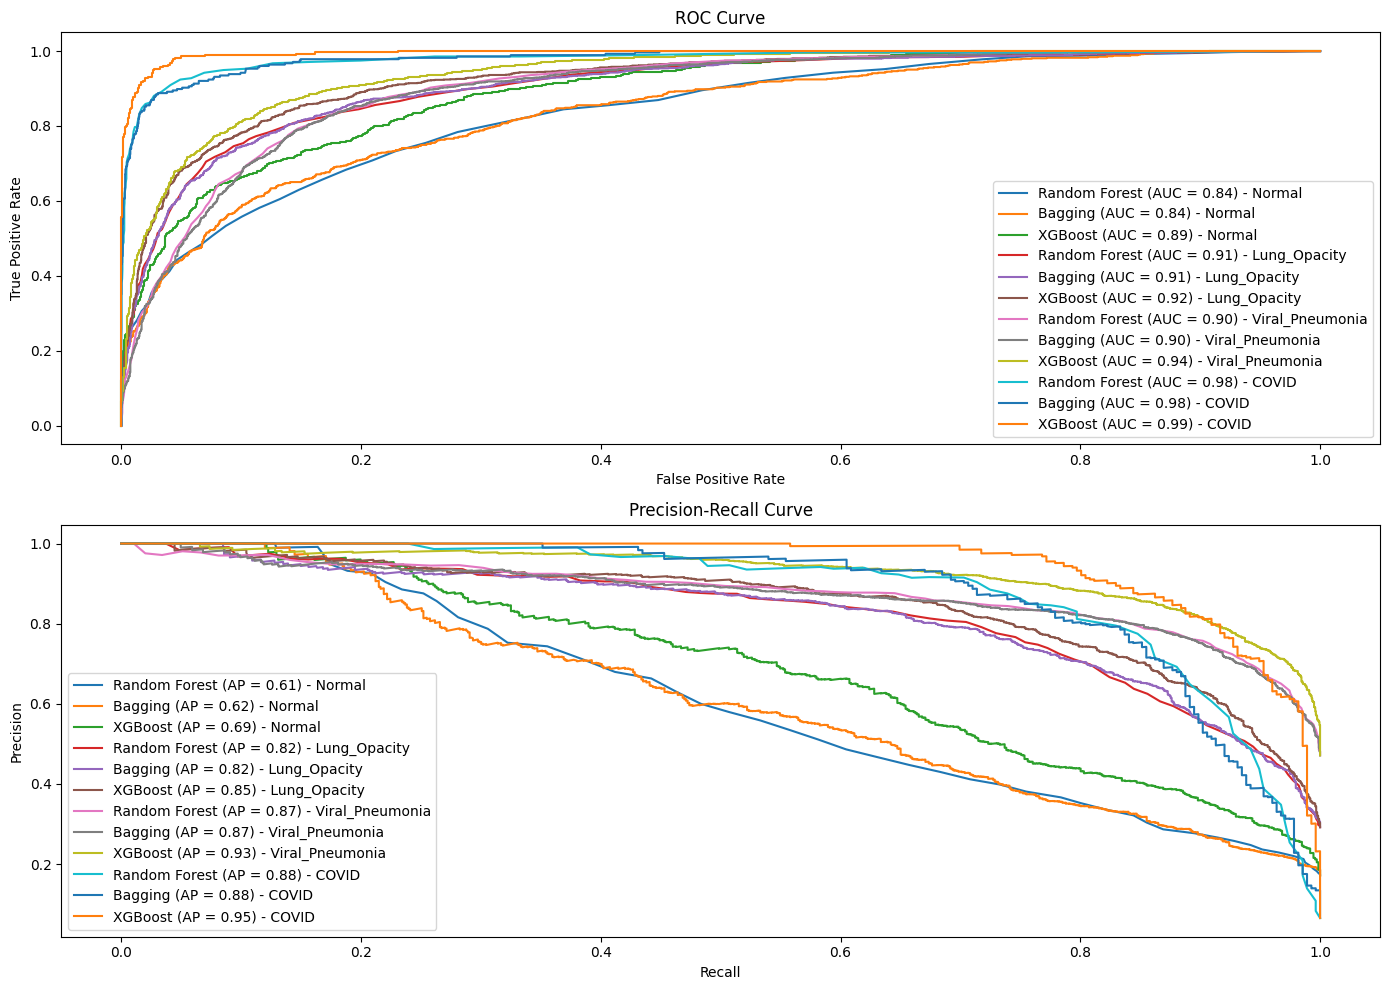 ROC Curve
True Positive Rate
1.0
0.8
0.6
0.4
0.2
0.0
Random Forest (AUC = 0.84) - Normal
Bagging (AUC = 0.84) - Normal
XGBoost (AUC = 0.89) - Normal
Random Forest (AUC = 0.91) - Lung_Opacity
Bagging (AUC = 0.91) - Lung_Opacity
XGBoost (AUC = 0.92) - Lung_Opacity
Random Forest (AUC = 0.90) - Viral_Pneumonia
Bagging (AUC = 0.90) - Viral_Pneumonia
XGBoost (AUC = 0.94) - Viral_Pneumonia
Random Forest (AUC = 0.98) - COVID
Bagging (AUC = 0.98) - COVID
XGBoost (AUC = 0.99) - COVID
0.0 0.2 0.4 0.6 0.8 1.0
False Positive Rate
Precision-Recall Curve
Precision
1.0
0.8
0.6
0.4
0.2
Random Forest (AP = 0.61) - Normal
Bagging (AP = 0.62) - Normal
XGBoost (AP = 0.69) - Normal
Random Forest (AP = 0.82) - Lung_Opacity
Bagging (AP = 0.82) - Lung_Opacity
XGBoost (AP = 0.85) - Lung_Opacity
Random Forest (AP = 0.87) - Viral_Pneumonia
Bagging (AP = 0.87) - Viral_Pneumonia
XGBoost (AP = 0.93) - Viral_Pneumonia
Random Forest (AP = 0.88) - COVID
Bagging (AP = 0.88) - COVID
XGBoost (AP = 0.95) - COVID
0.0 0.2 0.4 0.6 0.8 1.0
Recall